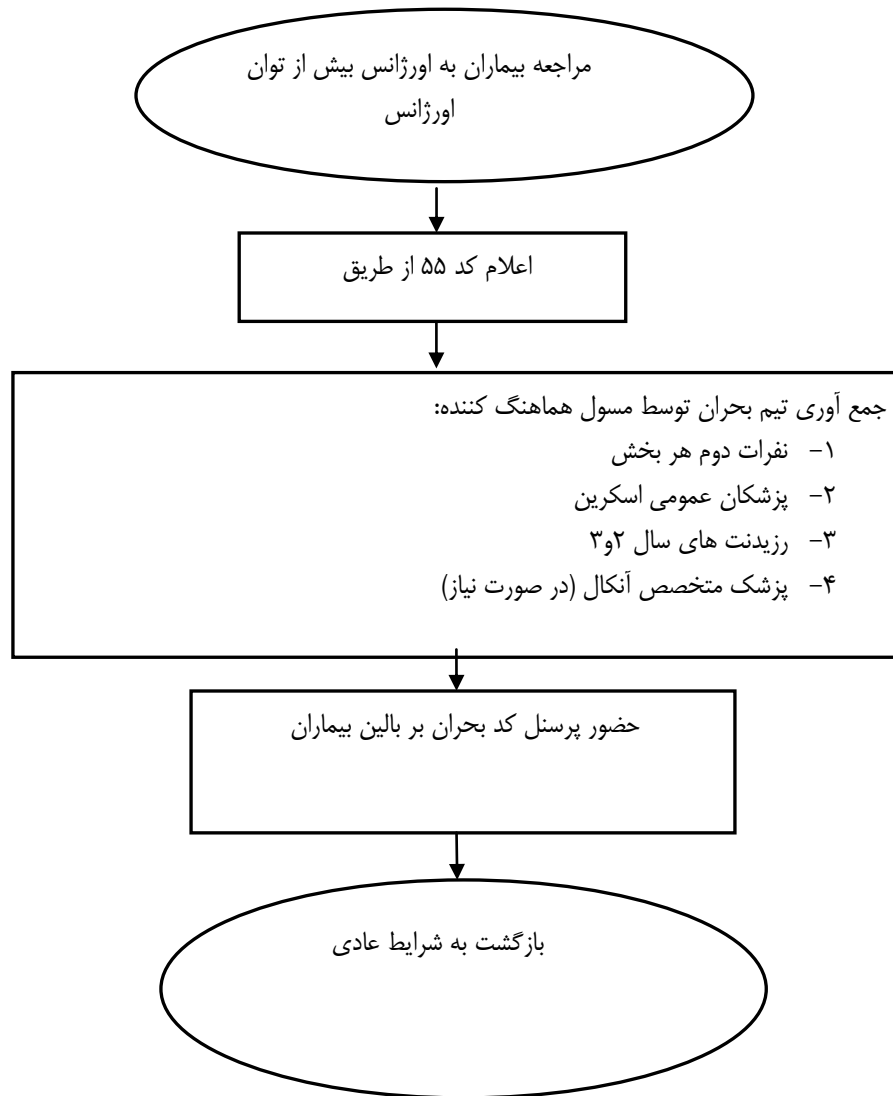 مراجعه بیماران به اورژانس بیش از توان
اورژانس
اعلام کد ۵۵ از طریق
جمع آوری تیم بحران توسط مسول هماهنگ کننده:
۱- نفرات دوم هر بخش
۲- پزشکان عمومی اسکرین
۳- رزیدنت های سال ۲و۳
۴- پزشک متخصص آنکال (در صورت نیاز)
حضور پرسنل کد بحران بر بالین بیماران
بازگشت به شرایط عادی